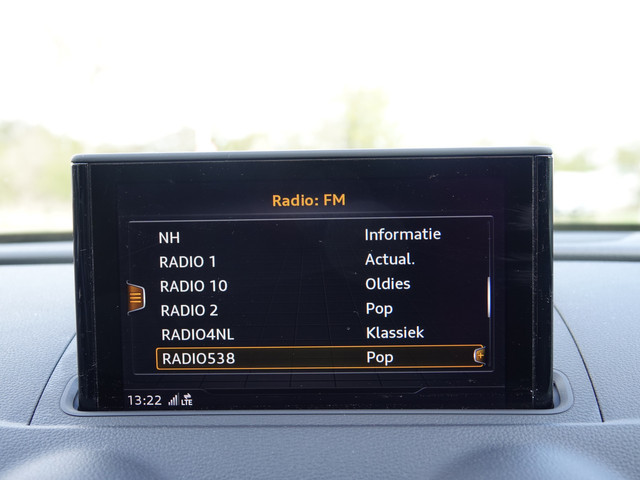 Radio: FM
NH Informatie
RADIO 1 Actual.
RADIO 10 Oldies
RADIO 2 Pop
RADIO4NL Klassiek
RADIO538 Pop
13:22 LTE